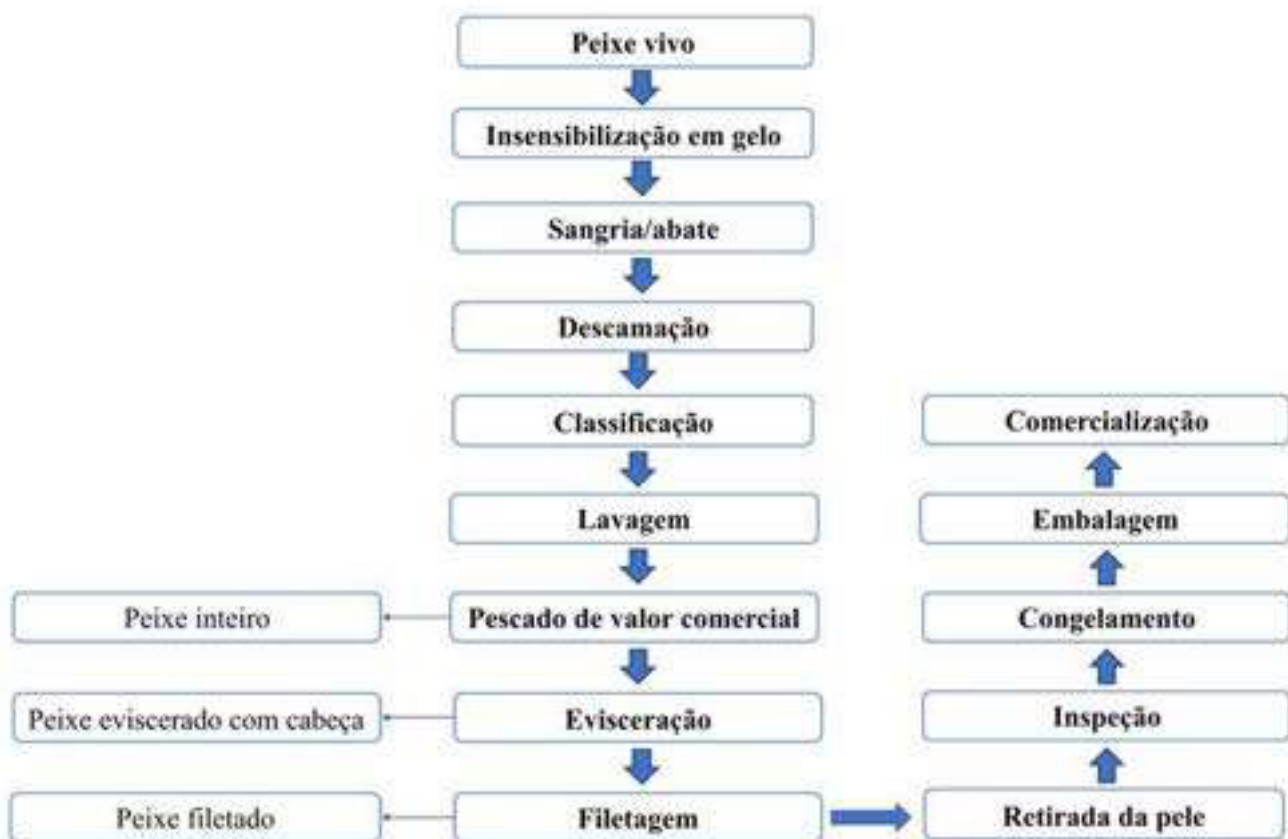 Peixe vivo
Insensibilização em gelo
Sangria/abate
Descamação
Classificação
Lavagem
Pescado de valor comercial
Peixe inteiro
Evisceração
Peixe eviscerado com cabeça
Filetagem
Peixe filetado
Retirada da pele
Inspeção
Congelamento
Embalagem
Comercialização